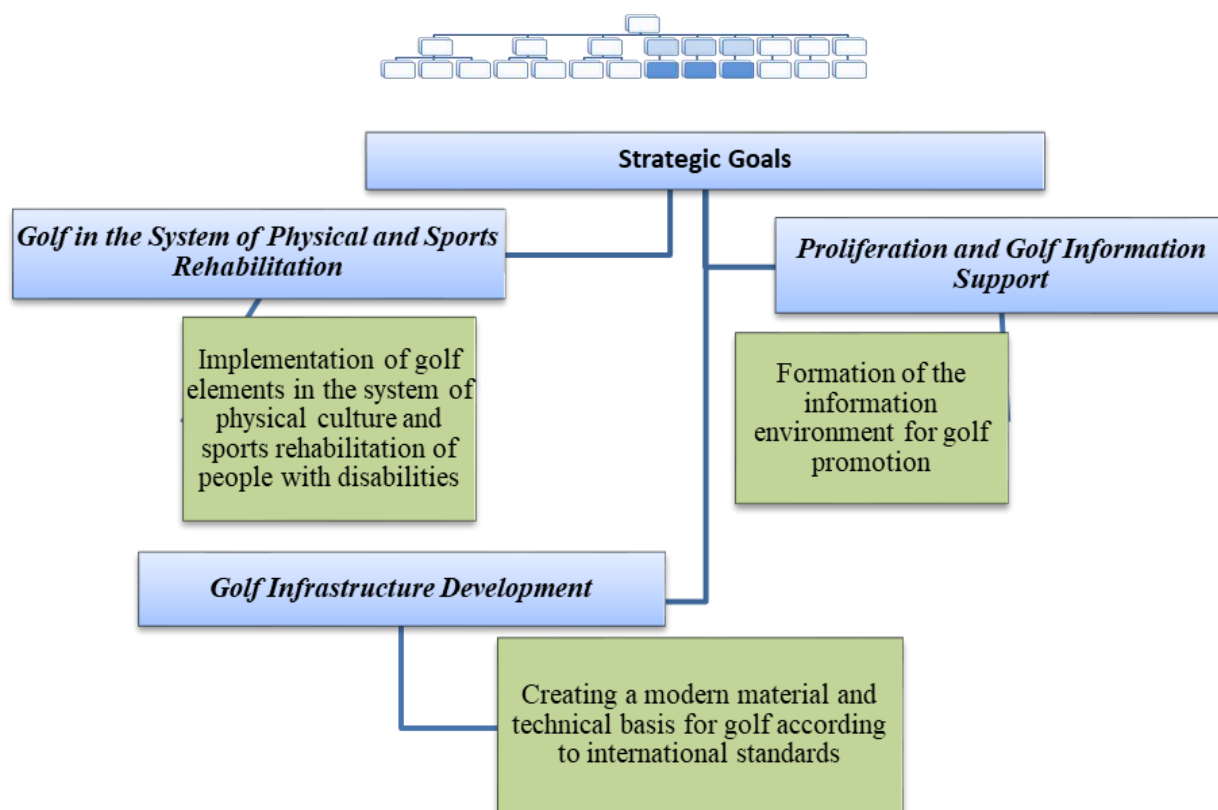 Strategic Goals
Golf in the System of Physical and Sports
Rehabilitation
Proliferation and Golf Information
Support
Implementation of golf
elements in the system of
physical culture and
sports rehabilitation of
people with disabilities
Formation of the
information
environment for golf
promotion
Golf Infrastructure Development
Creating a modern material and
technical basis for golf according
to international standards